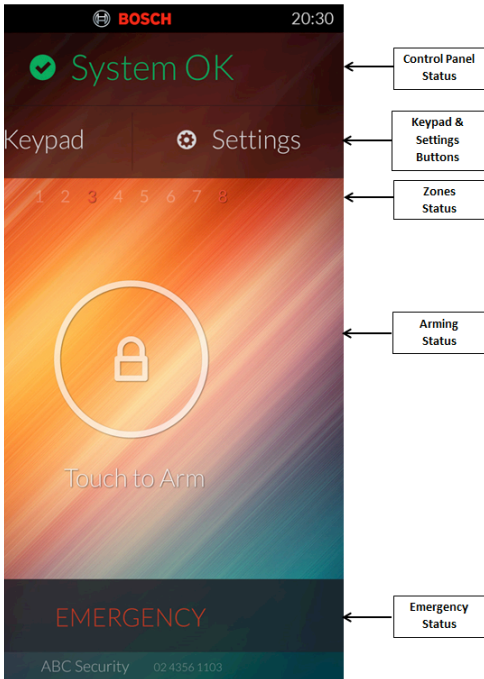 BOSCH 20:30
System OK
Control Panel
Status
Keypad Settings
Keypad &
Settings
Buttons
1 2 3 4 5 6 7 8
Zones
Status
Arming
Status
Touch to Arm
EMERGENCY
Emergency
Status
ABC Security 02 4356 1103